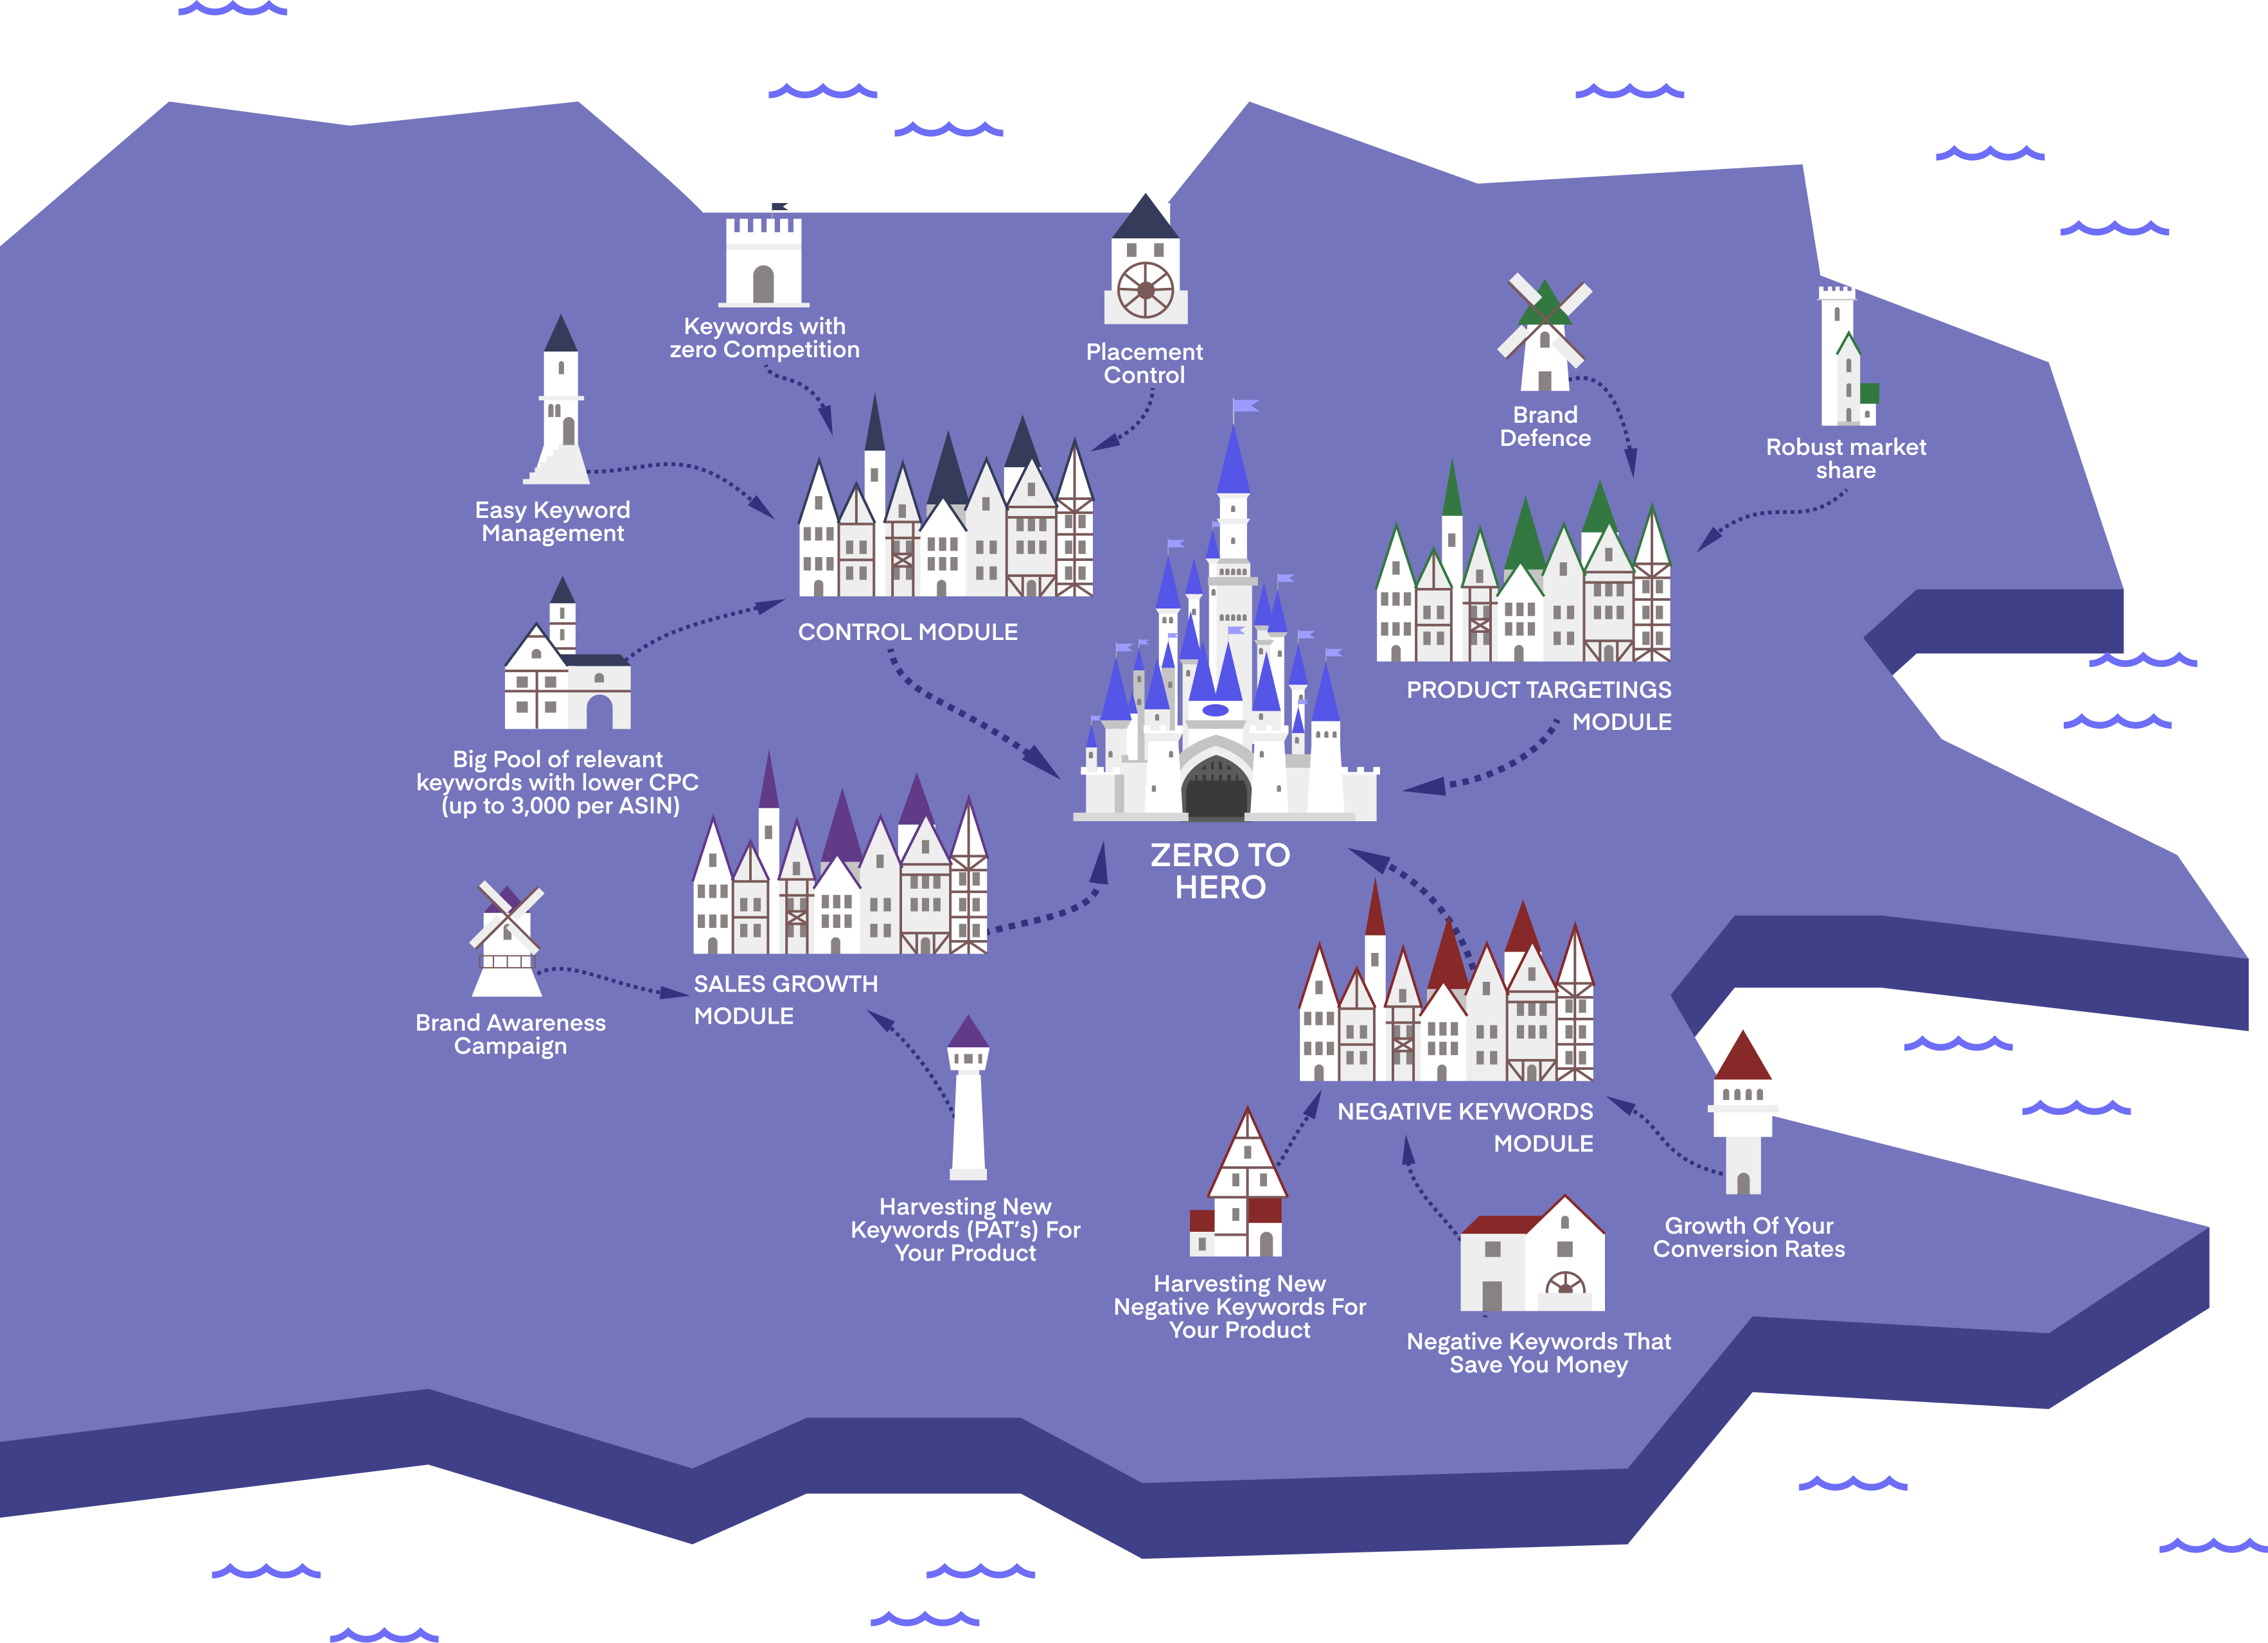 Keywords with
zero Competition
Placement
Control
Brand
Defence
Robust market
share
Easy Keyword
Management
CONTROL MODULE
PRODUCT TARGETINGS
MODULE
Big Pool of relevant
keywords with lower CPC
(up to 3,000 per ASIN)
ZERO TO
HERO
SALES GROWTH
MODULE
Brand Awareness
Campaign
NEGATIVE KEYWORDS
MODULE
Harvesting New
Keywords (PAT's) For
Your Product
Growth Of Your
Conversion Rates
Harvesting New
Negative Keywords For
Your Product
Negative Keywords That
Save You Money